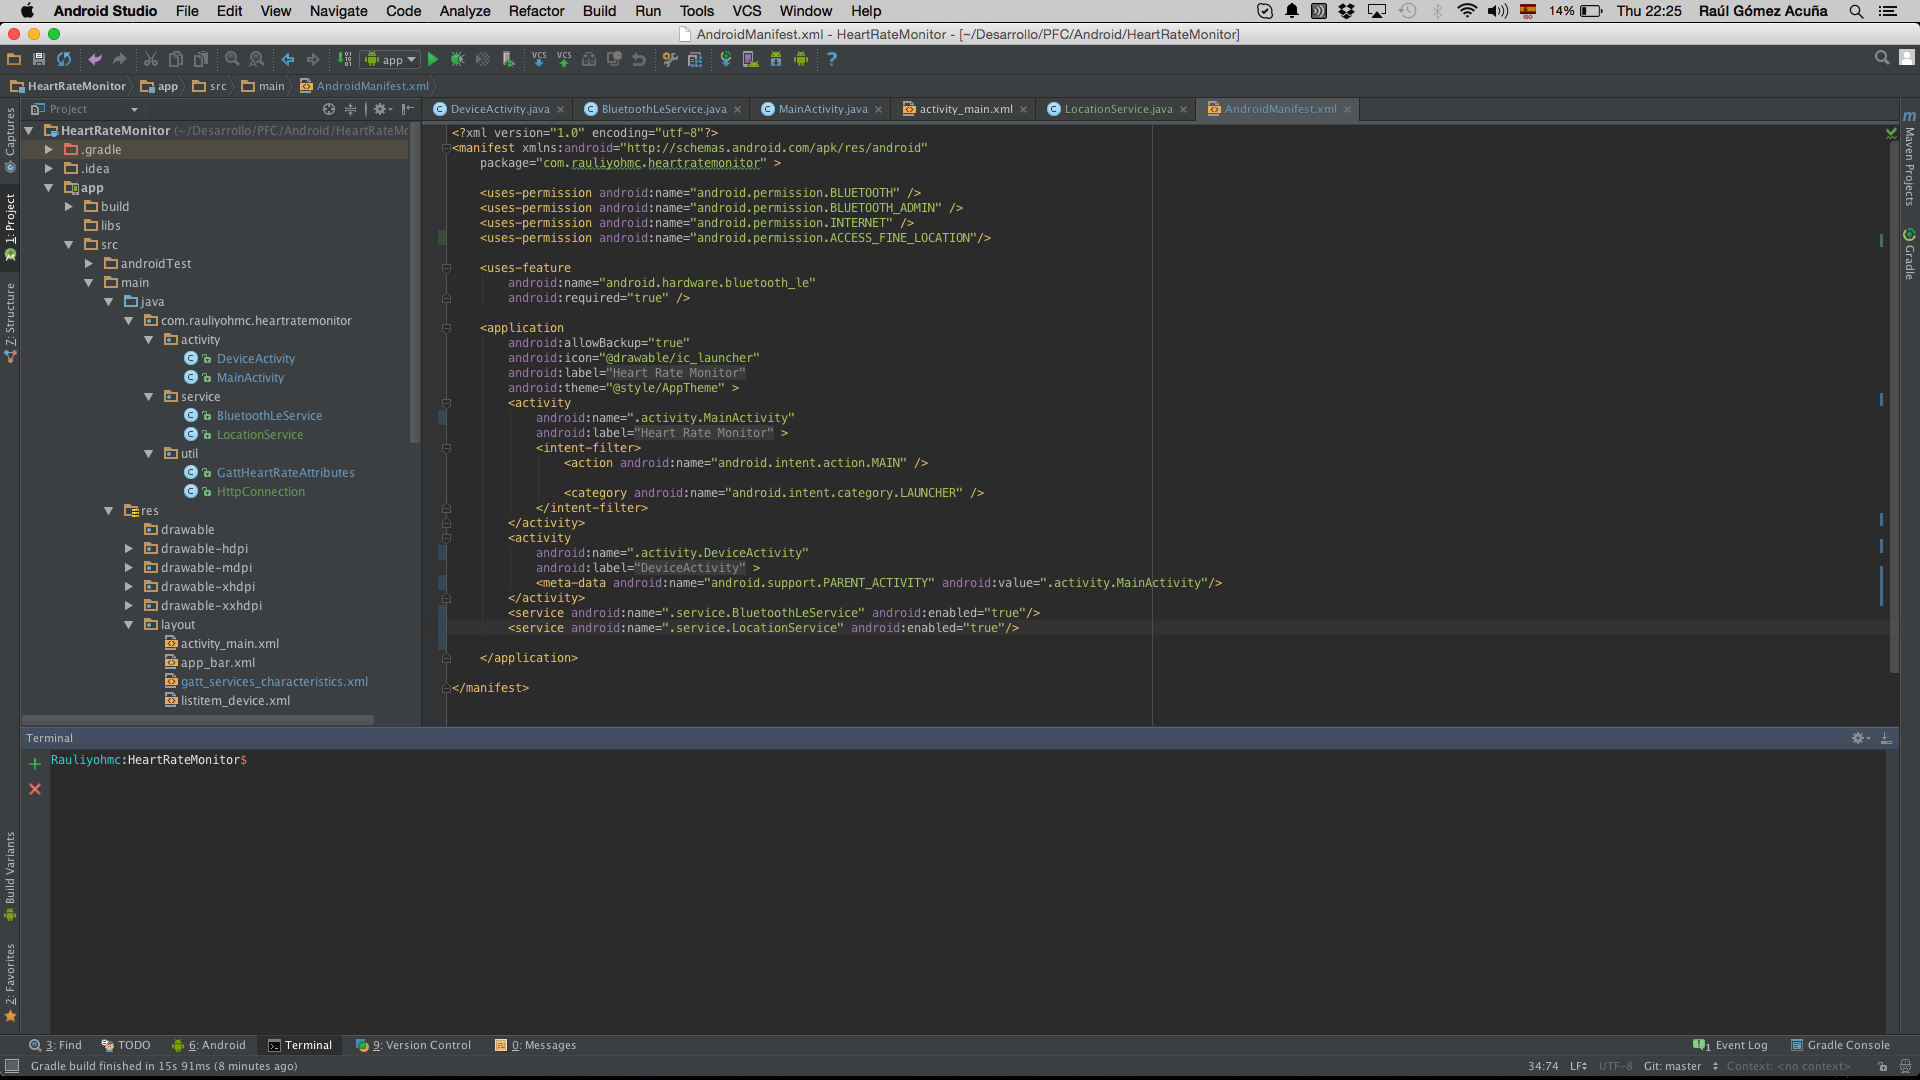 Android Studio File Edit View Navigate Code Analyze Refactor Build Run Tools VCS Window Help 14% Thu 22:25 Raúl Gómez Acuña
AndroidManifest.xml - HeartRateMonitor - [~/Desarrollo/PFC/Android/HeartRateMonitor]
app
HeartRateMonitor app src main AndroidManifest.xml
Project
DeviceActivity.java BluetoothLeService.java MainActivity.java activity_main.xml LocationService.java AndroidManifest.xml
Captures
1: Project
7: Structure
Build Variants
2: Favorites
HeartRateMonitor (~/Desarrollo/PFC/Android/HeartRateMo
.gradle
.idea
app
build
libs
src
androidTest
main
java
com.rauliyohmc.heartratemonitor
activity
DeviceActivity
MainActivity
service
BluetoothLeService
LocationService
util
GattHeartRateAttributes
HttpConnection
res
drawable
drawable-hdpi
drawable-mdpi
drawable-xhdpi
drawable-xxhdpi
layout
activity_main.xml
app_bar.xml
gatt_services_characteristics.xml
listitem_device.xml
<?xml version="1.0" encoding="utf-8"?>
<manifest xmlns:android="http://schemas.android.com/apk/res/android"
package="com.rauliyohmc.heartratemonitor" >
<uses-permission android:name="android.permission.BLUETOOTH" />
<uses-permission android:name="android.permission.BLUETOOTH_ADMIN" />
<uses-permission android:name="android.permission.INTERNET" />
<uses-permission android:name="android.permission.ACCESS_FINE_LOCATION"/>
<uses-feature
android:name="android.hardware.bluetooth_le"
android:required="true" />
<application
android:allowBackup="true"
android:icon="@drawable/ic_launcher"
android:label="Heart Rate Monitor"
android:theme="@style/AppTheme" >
<activity
android:name=".activity.MainActivity"
android:label="Heart Rate Monitor" >
<intent-filter>
<action android:name="android.intent.action.MAIN" />
<category android:name="android.intent.category.LAUNCHER" />
</intent-filter>
</activity>
<activity
android:name=".activity.DeviceActivity"
android:label="DeviceActivity" >
<meta-data android:name="android.support.PARENT_ACTIVITY" android:value=".activity.MainActivity"/>
</activity>
<service android:name=".service.BluetoothLeService" android:enabled="true"/>
<service android:name=".service.LocationService" android:enabled="true"/>
</application>
</manifest>
Maven Projects
Gradle
Terminal
Rauliyohmc:HeartRateMonitor$
3: Find TODO 6: Android Terminal 9: Version Control 0: Messages 1 Event Log Gradle Console
Gradle build finished in 15s 91ms (8 minutes ago) 34:74 LF UTF-8 Git: master Context: <no context>